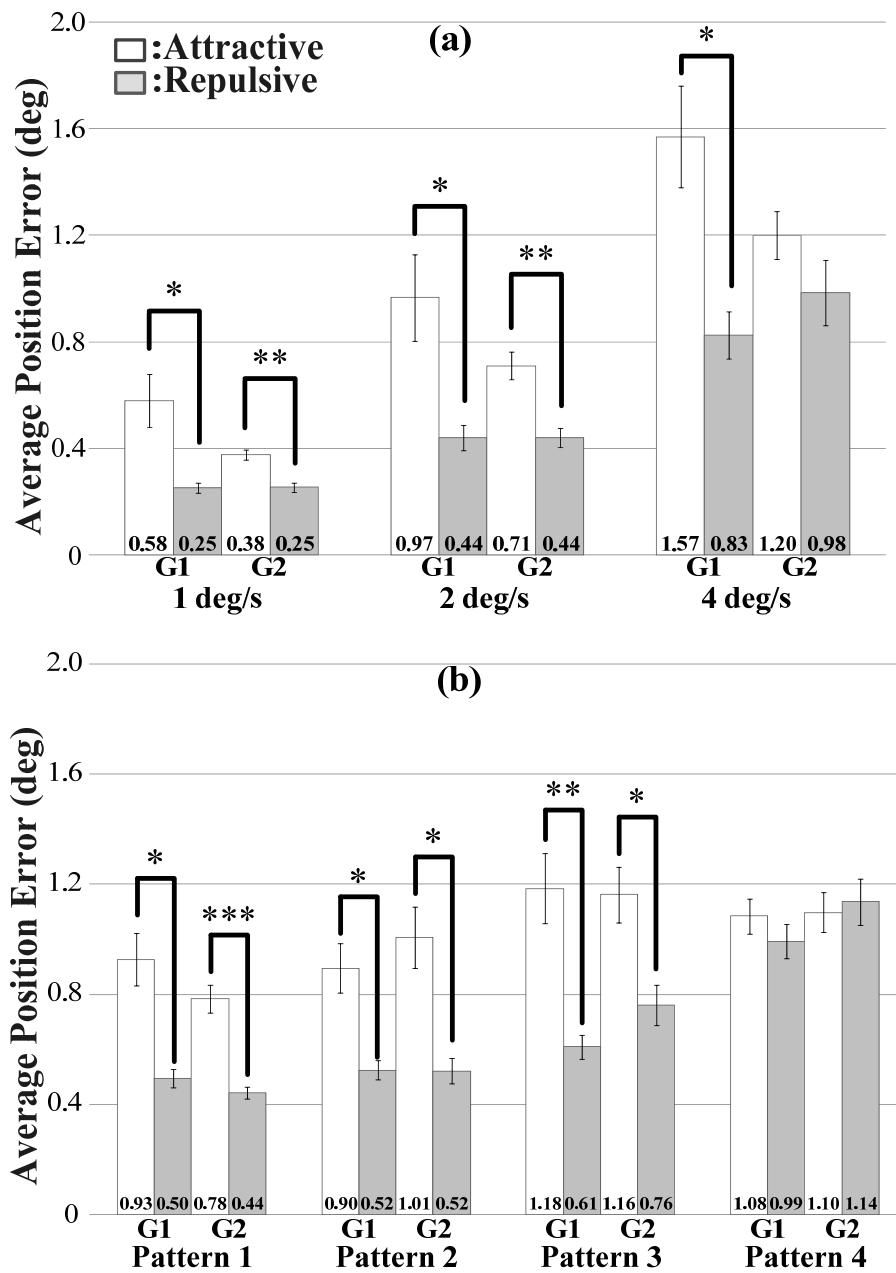 (a)
:Attractive
:Repulsive
Average Position Error (deg)
2.0
1.6
1.2
0.8
0.4
0
*
**
*
**
*
0.58 0.25 0.38 0.25 0.97 0.44 0.71 0.44 1.57 0.83 1.20 0.98
G1 G2 G1 G2 G1 G2
1 deg/s 2 deg/s 4 deg/s
(b)
Average Position Error (deg)
2.0
1.6
1.2
0.8
0.4
0
*
***
*
*
**
*
0.93 0.50 0.78 0.44 0.90 0.52 1.01 0.52 1.18 0.61 1.16 0.76 1.08 0.99 1.10 1.14
G1 G2 G1 G2 G1 G2 G1 G2
Pattern 1 Pattern 2 Pattern 3 Pattern 4